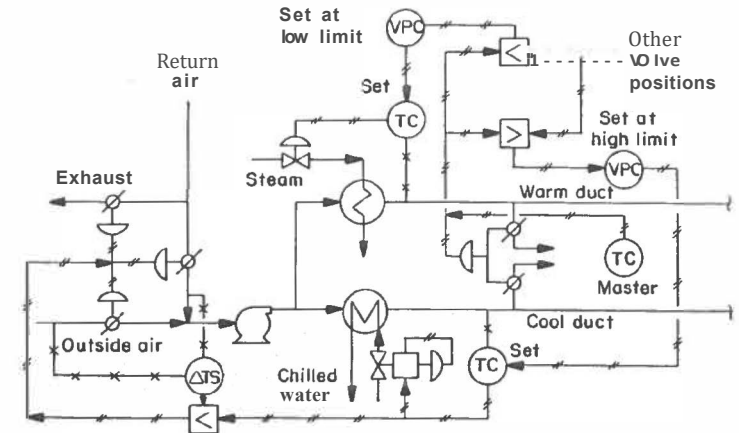 Set at
low limit
VPC
<
Other
VO lve
positions
Return
air
Set
TC
>
Set at
high limit
VPC
Steam
Exhaust
Warm duct
TC
Master
Outside air
Cool duct
ΔTS
Chilled
water
TC
Set
<